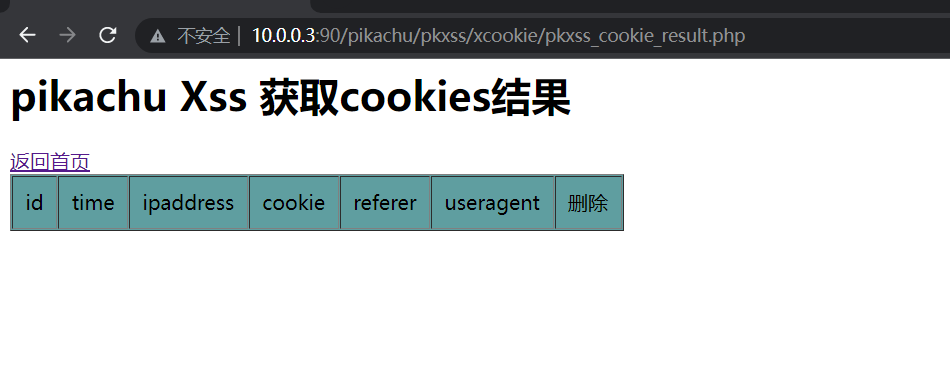 不安全 | 10.0.0.3:90/pikachu/pkxss/xcookie/pkxss_cookie_result.php
pikachu Xss 获取cookies结果
返回首页
id time ipaddress cookie referer useragent 删除